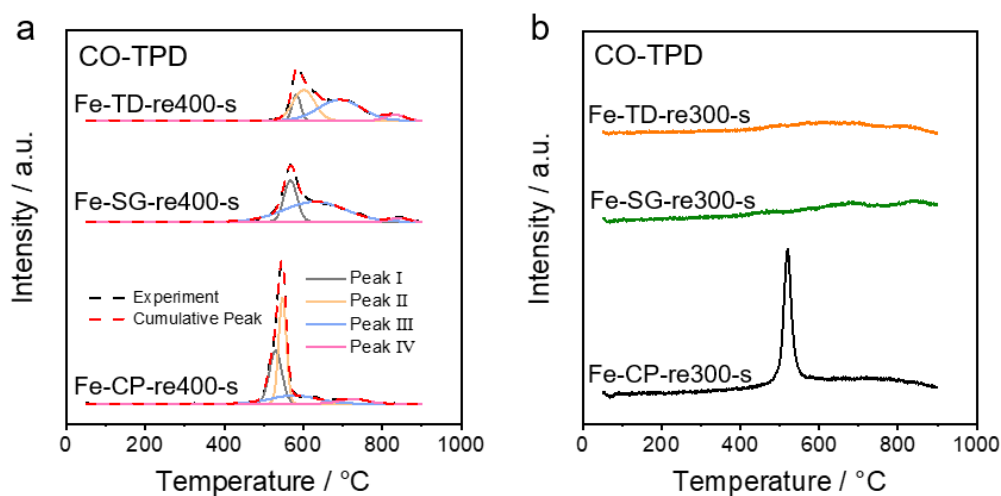 a
CO-TPD
Fe-TD-re400-s
Fe-SG-re400-s
Experiment
Cumulative Peak
Peak I
Peak II
Peak III
Peak IV
Fe-CP-re400-s
0 200 400 600 800 1000
Temperature / °C
Intensity / a.u.
b
CO-TPD
Fe-TD-re300-s
Fe-SG-re300-s
Fe-CP-re300-s
0 200 400 600 800 1000
Temperature / °C
Intensity / a.u.